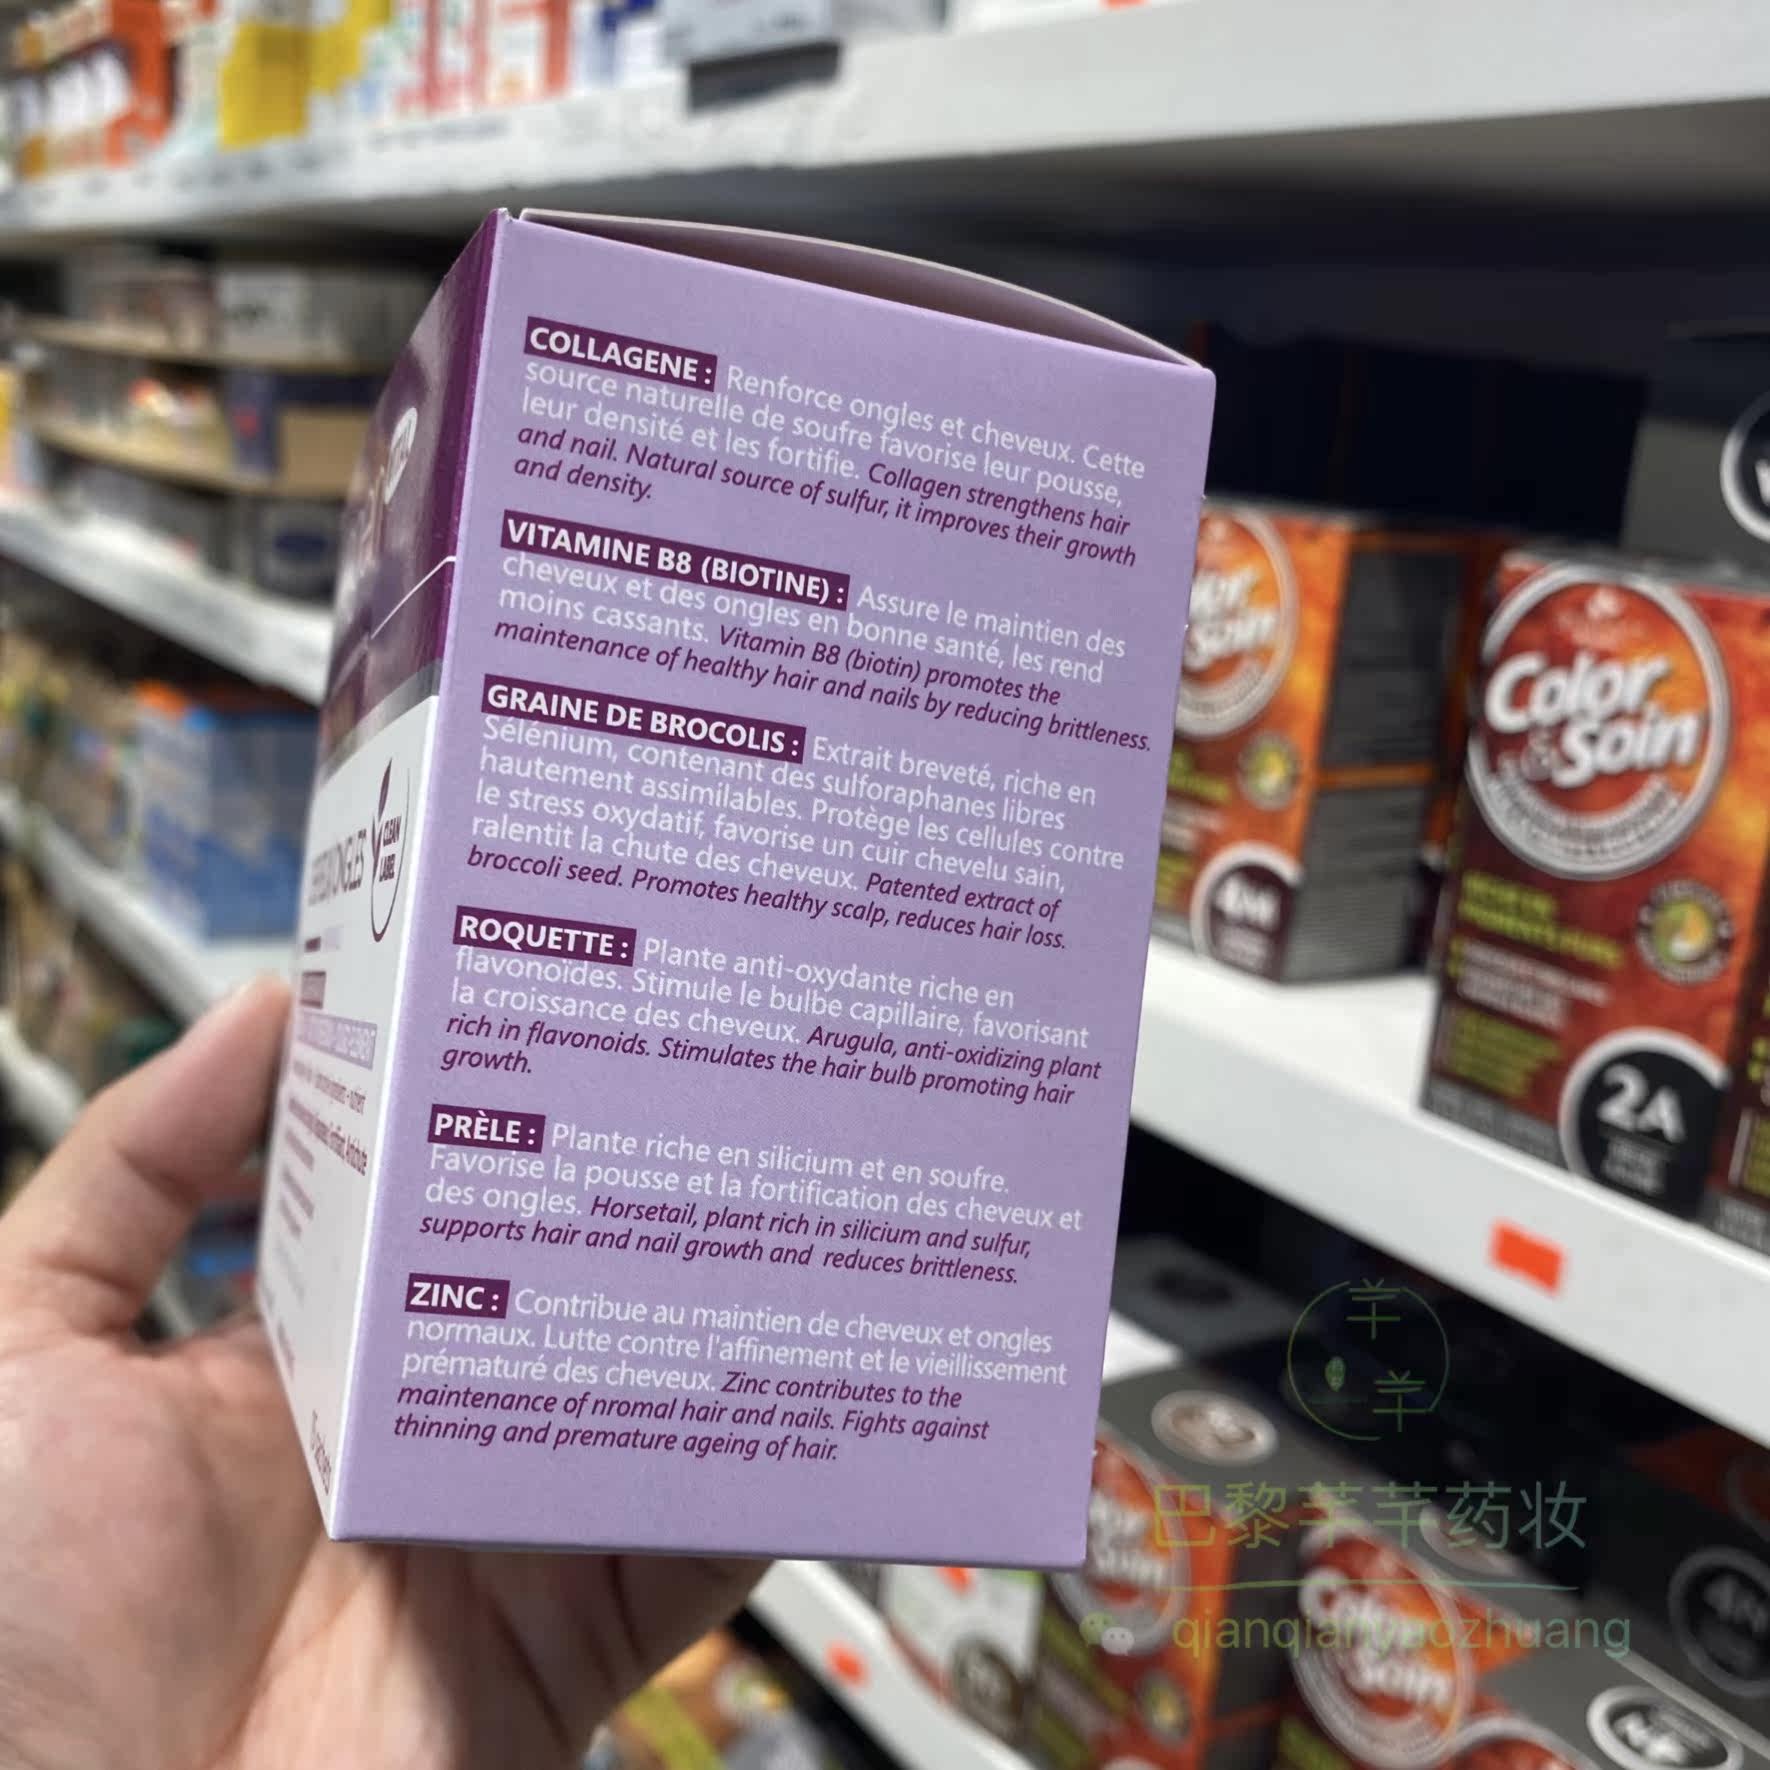 COLLAGENE : Renforce ongles et cheveux. Cette
source naturelle de soufre favorise leur pousse,
leur densité et les fortifie. Collagen strengthens hair
and nail. Natural source of sulfur, it improves their growth
and density.
VITAMINE B8 (BIOTINE) : Assure le maintien des
cheveux et des ongles en bonne santé, les rend
moins cassants. Vitamin B8 (biotin) promotes the
maintenance of healthy hair and nails by reducing brittleness.
GRAINE DE BROCOLIS : Extrait breveté, riche en
Sélénium, contenant des sulforaphanes libres
hautement assimilables. Protège les cellules contre
le stress oxydatif, favorise un cuir chevelu sain,
ralentit la chute des cheveux. Patented extract of
broccoli seed. Promotes healthy scalp, reduces hair loss.
ROQUETTE : Plante anti-oxydante riche en
flavonoïdes. Stimule le bulbe capillaire, favorisant
la croissance des cheveux. Arugula, anti-oxidizing plant
rich in flavonoids. Stimulates the hair bulb promoting hair
growth.
PRÈLE : Plante riche en silicium et en soufre.
Favorise la pousse et la fortification des cheveux et
des ongles. Horsetail, plant rich in silicium and sulfur,
supports hair and nail growth and reduces brittleness.
ZINC : Contribue au maintien de cheveux et ongles
normaux. Lutte contre l'affinement et le vieillissement
prématuré des cheveux. Zinc contributes to the
maintenance of nromal hair and nails. Fights against
thinning and premature ageing of hair.
CLEAN
LABEL
Color
& Soin
2A
4M
Color
& Soin
芊
芊
巴黎芊芊药妆
qianqianyaozhuang